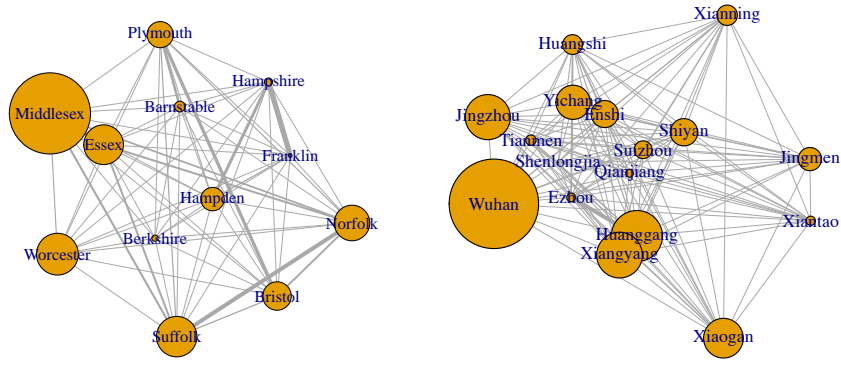 Plymouth
Hampshire
Middlesex
Barnstable
Essex
Franklin
Hampden
Norfolk
Berkshire
Worcester
Bristol
Suffolk
Xianning
Huangshi
Yichang
Jingzhou
Enshi
Shiyan
Tianmen
Suizhou
Shenlongjia
Jingmen
Qianjiang
Wuhan
Ezhou
Xiantao
Huanggang
Xiangyang
Xiaogan